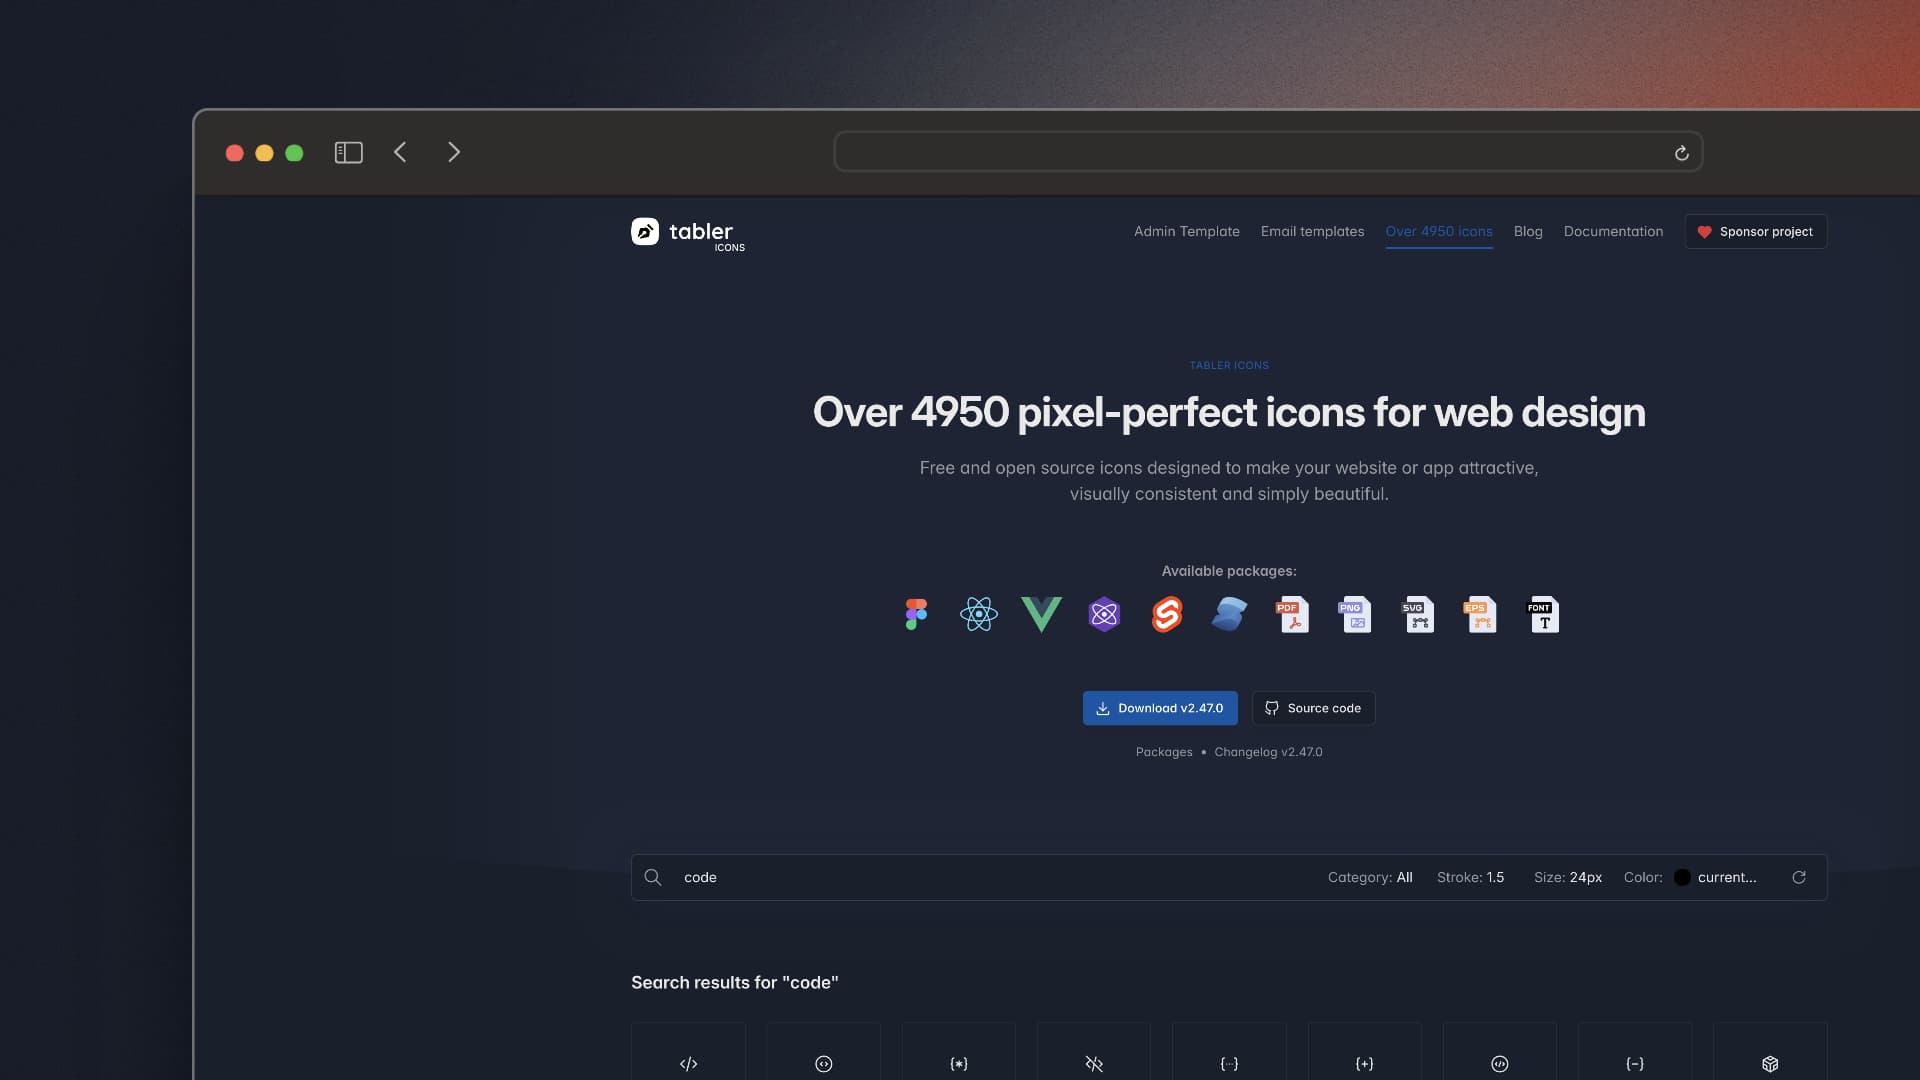 tabler
ICONS
Admin Template
Email templates
Over 4950 icons
Blog
Documentation
Sponsor project
TABLER ICONS
Over 4950 pixel-perfect icons for web design
Free and open source icons designed to make your website or app attractive,
visually consistent and simply beautiful.
Available packages:
PDF
PNG
SVG
EPS
FONT
T
Download v2.47.0
Source code
Packages • Changelog v2.47.0
code
Category: All
Stroke: 1.5
Size: 24px
Color: current...
Search results for "code"